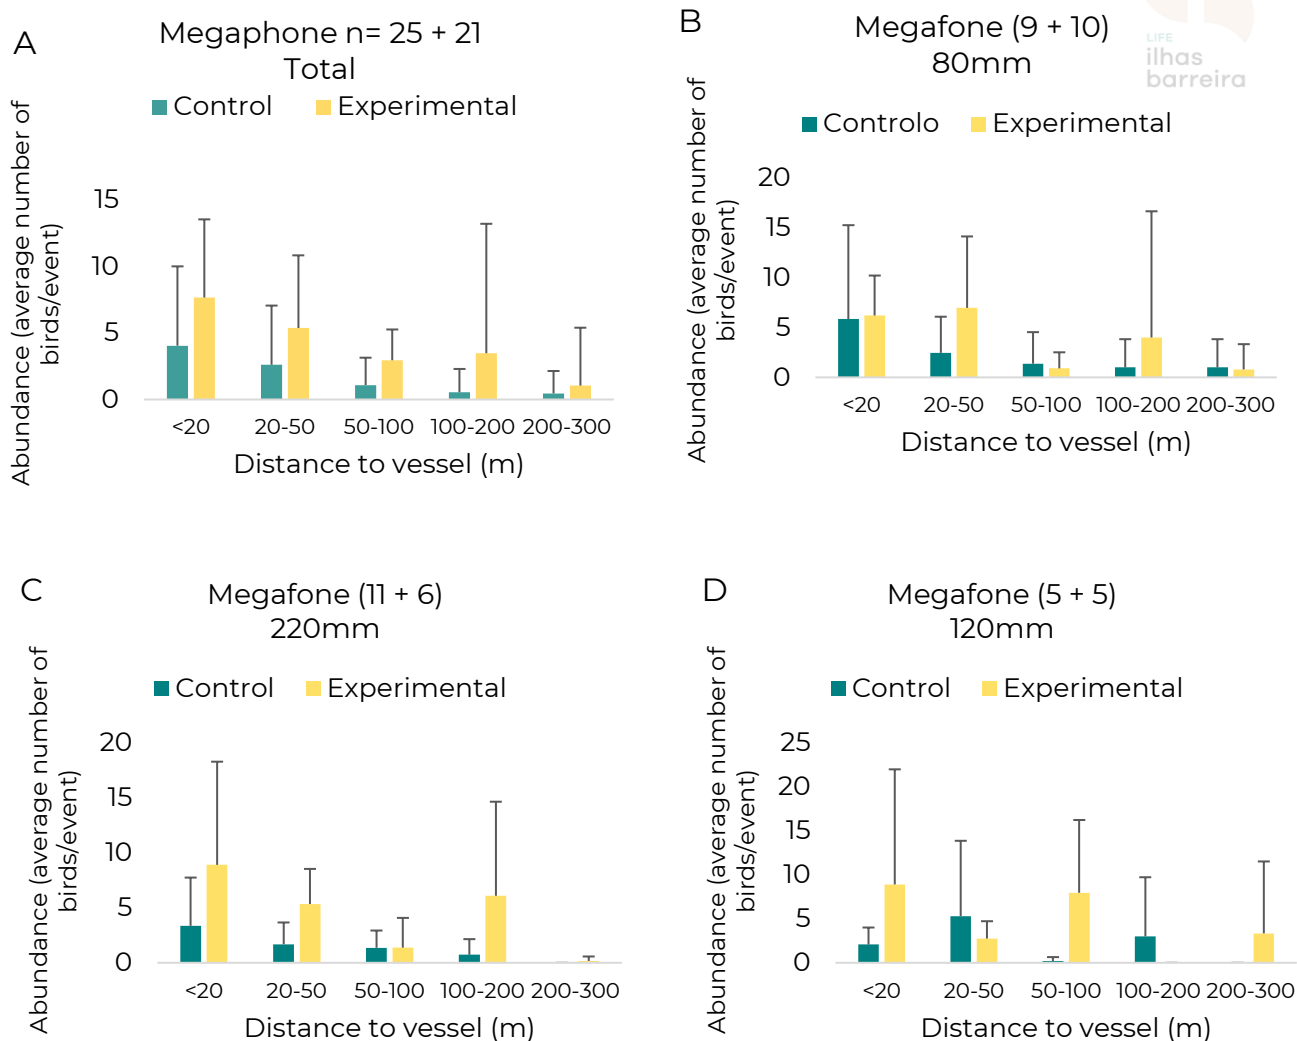 A
Megaphone n= 25 + 21
Total
Control
Experimental
Abundance (average number of
birds/event)
15
10
5
0
<20
20-50
50-100
100-200
200-300
Distance to vessel (m)
B
Megafone (9 + 10)
80mm
LIFE
ilhas
barreira
Controlo
Experimental
Abundance (average number of
birds/event)
20
15
10
5
0
<20
20-50
50-100
100-200
200-300
Distance to vessel (m)
C
Megafone (11 + 6)
220mm
Control
Experimental
Abundance (average number of
birds/event)
20
15
10
5
0
<20
20-50
50-100
100-200
200-300
Distance to vessel (m)
D
Megafone (5 + 5)
120mm
Control
Experimental
Abundance (average number of
birds/event)
25
20
15
10
5
0
<20
20-50
50-100
100-200
200-300
Distance to vessel (m)